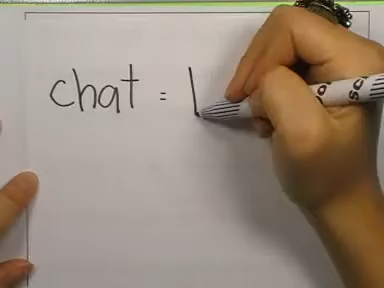 chat = l